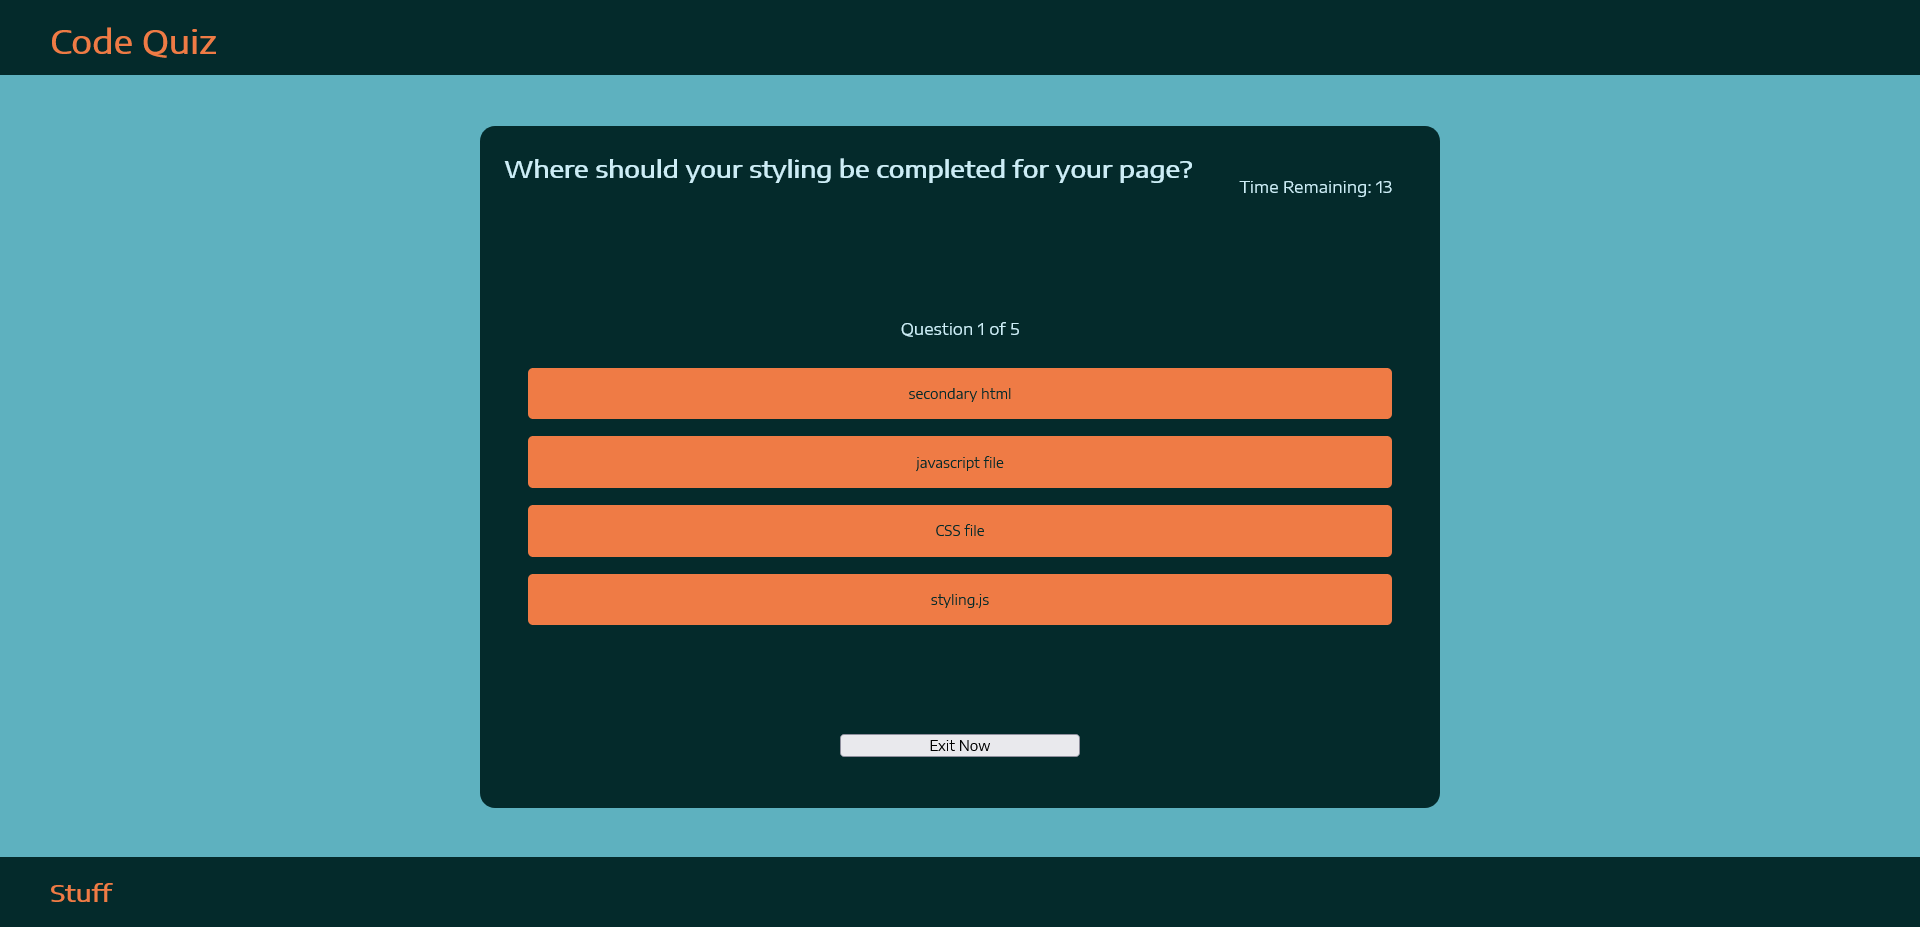 Code Quiz
Where should your styling be completed for your page?
Time Remaining: 13
Question 1 of 5
secondary html
javascript file
CSS file
styling.js
Exit Now
Stuff